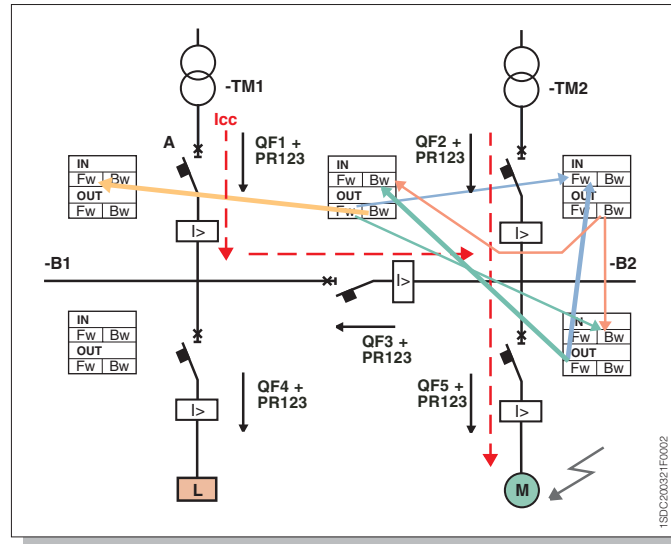 -TM1
-TM2
Icc
A
QF1 +
PR123
QF2 +
PR123
IN
Fw Bw
OUT
Fw Bw
IN
Fw Bw
OUT
Fw Bw
IN
Fw Bw
OUT
Fw Bw
I>
I>
-B1
I>
-B2
IN
Fw Bw
OUT
Fw Bw
QF3 +
PR123
IN
Fw Bw
OUT
Fw Bw
QF4 +
PR123
QF5 +
PR123
I>
I>
L
M
1SDC200321F0002